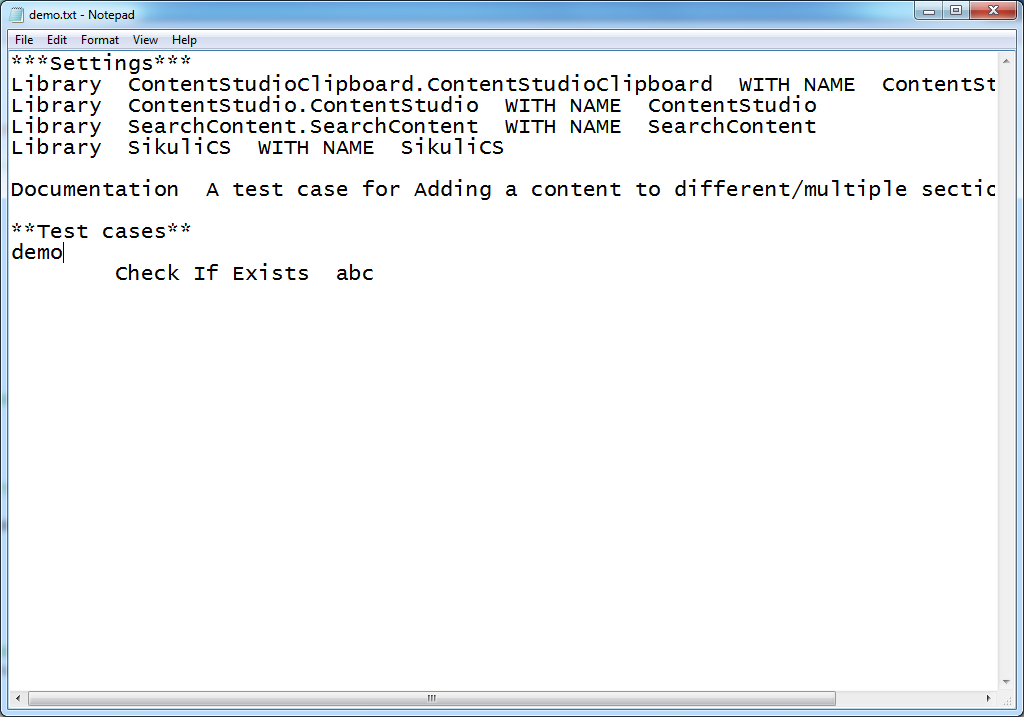 demo.txt - Notepad
File Edit Format View Help
***Settings***
Library  ContentStudioClipboard.ContentStudioClipboard  WITH NAME  ContentSt
Library  ContentStudio.ContentStudio  WITH NAME  ContentStudio
Library  SearchContent.SearchContent  WITH NAME  SearchContent
Library  SikuliCS  WITH NAME  SikuliCS
Documentation  A test case for Adding a content to different/multiple sectio
**Test cases**
demo
        Check If Exists  abc